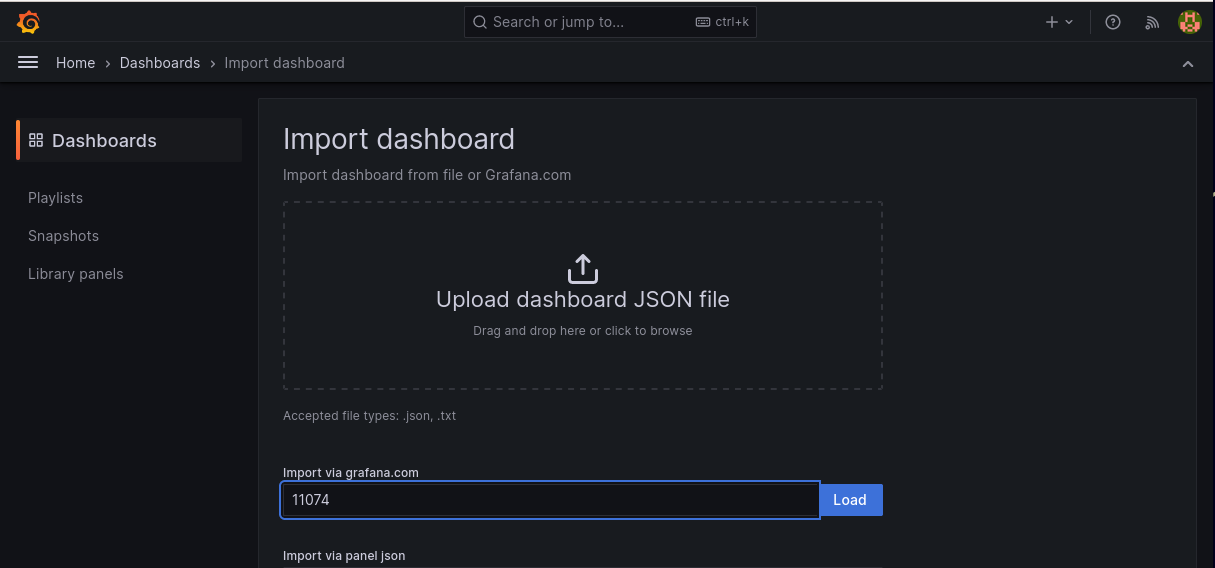 Search or jump to... ctrl+k
Home › Dashboards › Import dashboard
Dashboards
Playlists
Snapshots
Library panels
Import dashboard
Import dashboard from file or Grafana.com
Upload dashboard JSON file
Drag and drop here or click to browse
Accepted file types: .json, .txt
Import via grafana.com
11074 Load
Import via panel json